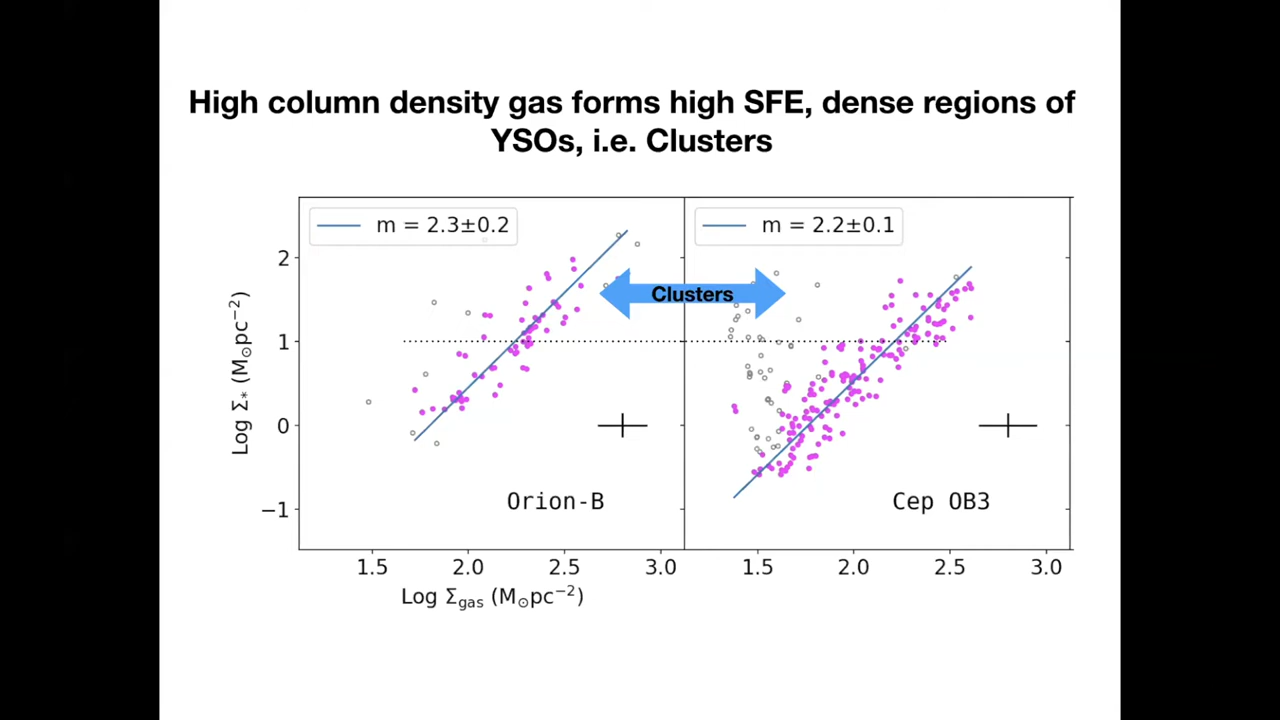 High column density gas forms high SFE, dense regions of
YSOs, i.e. Clusters
m = 2.3±0.2
m = 2.2±0.1
Clusters
Log Σ* (M⊙pc−2)
2
1
0
−1
Orion-B
Cep OB3
1.5 2.0 2.5 3.0
1.5 2.0 2.5 3.0
Log Σgas (M⊙pc−2)